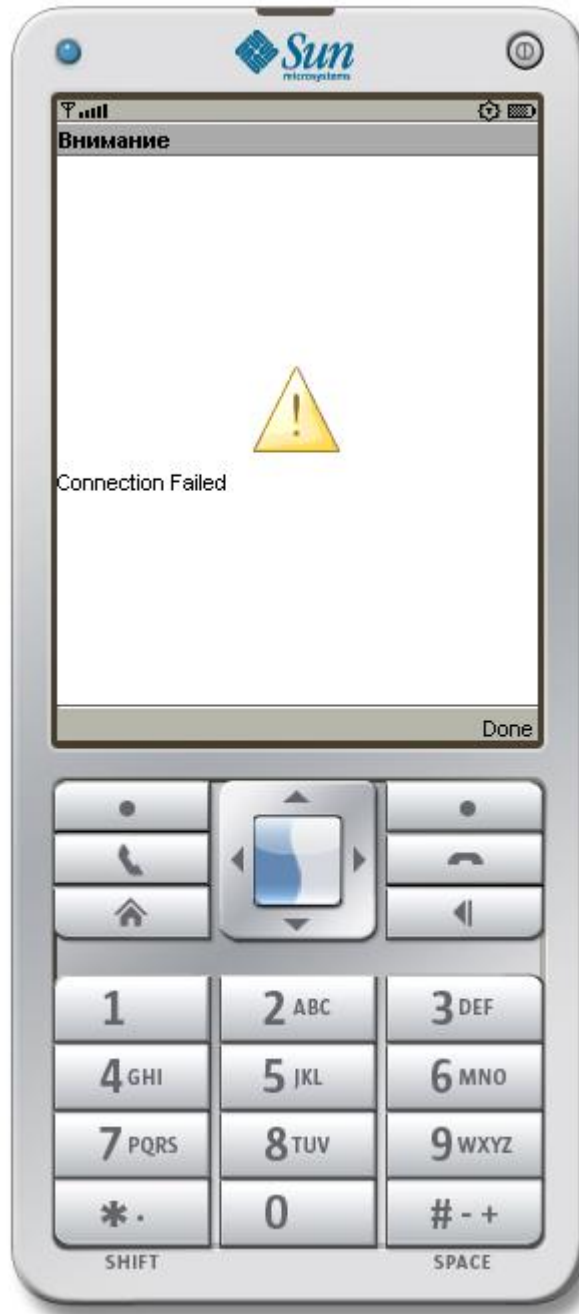 Sun
microsystems
Внимание
Connection Failed
Done
1
2 ABC
3 DEF
4 GHI
5 JKL
6 MNO
7 PQRS
8 TUV
9 WXYZ
* .
0
# - +
SHIFT
SPACE